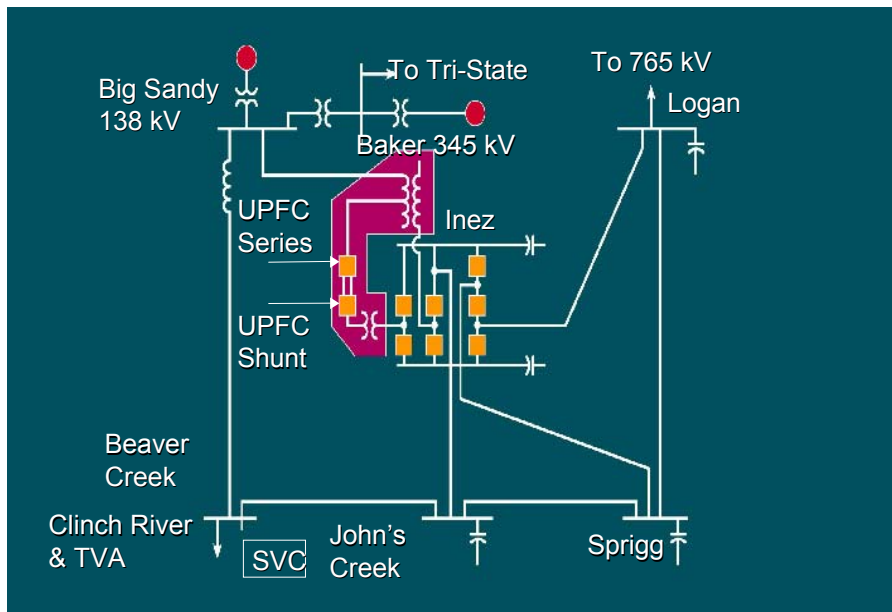 To Tri-State
To 765 kV
Big Sandy
138 kV
Logan
Baker 345 kV
UPFC
Series
Inez
UPFC
Shunt
Beaver
Creek
Clinch River
& TVA
SVC
John's
Creek
Sprigg